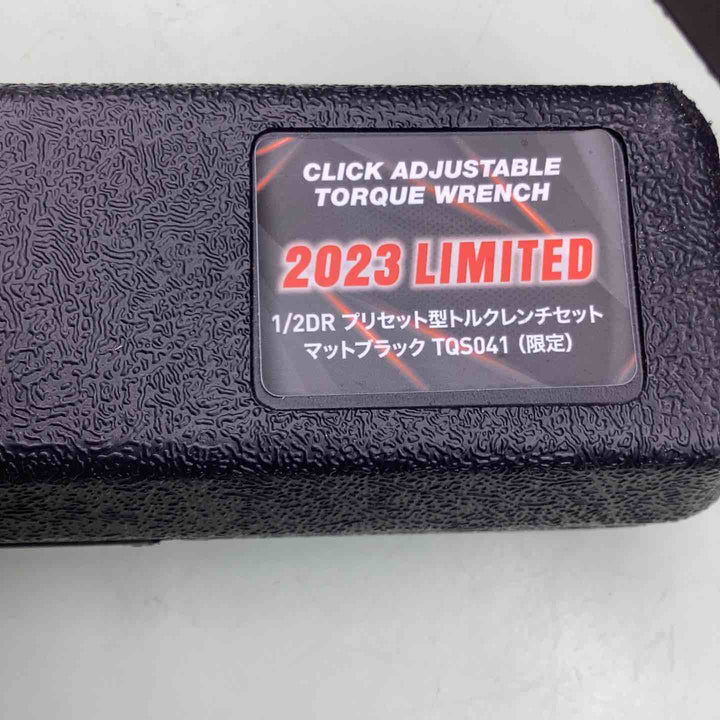 CLICK ADJUSTABLE
TORQUE WRENCH
2023 LIMITED
1/2DR プリセット型トルクレンチセット
マットブラック TQS041（限定）